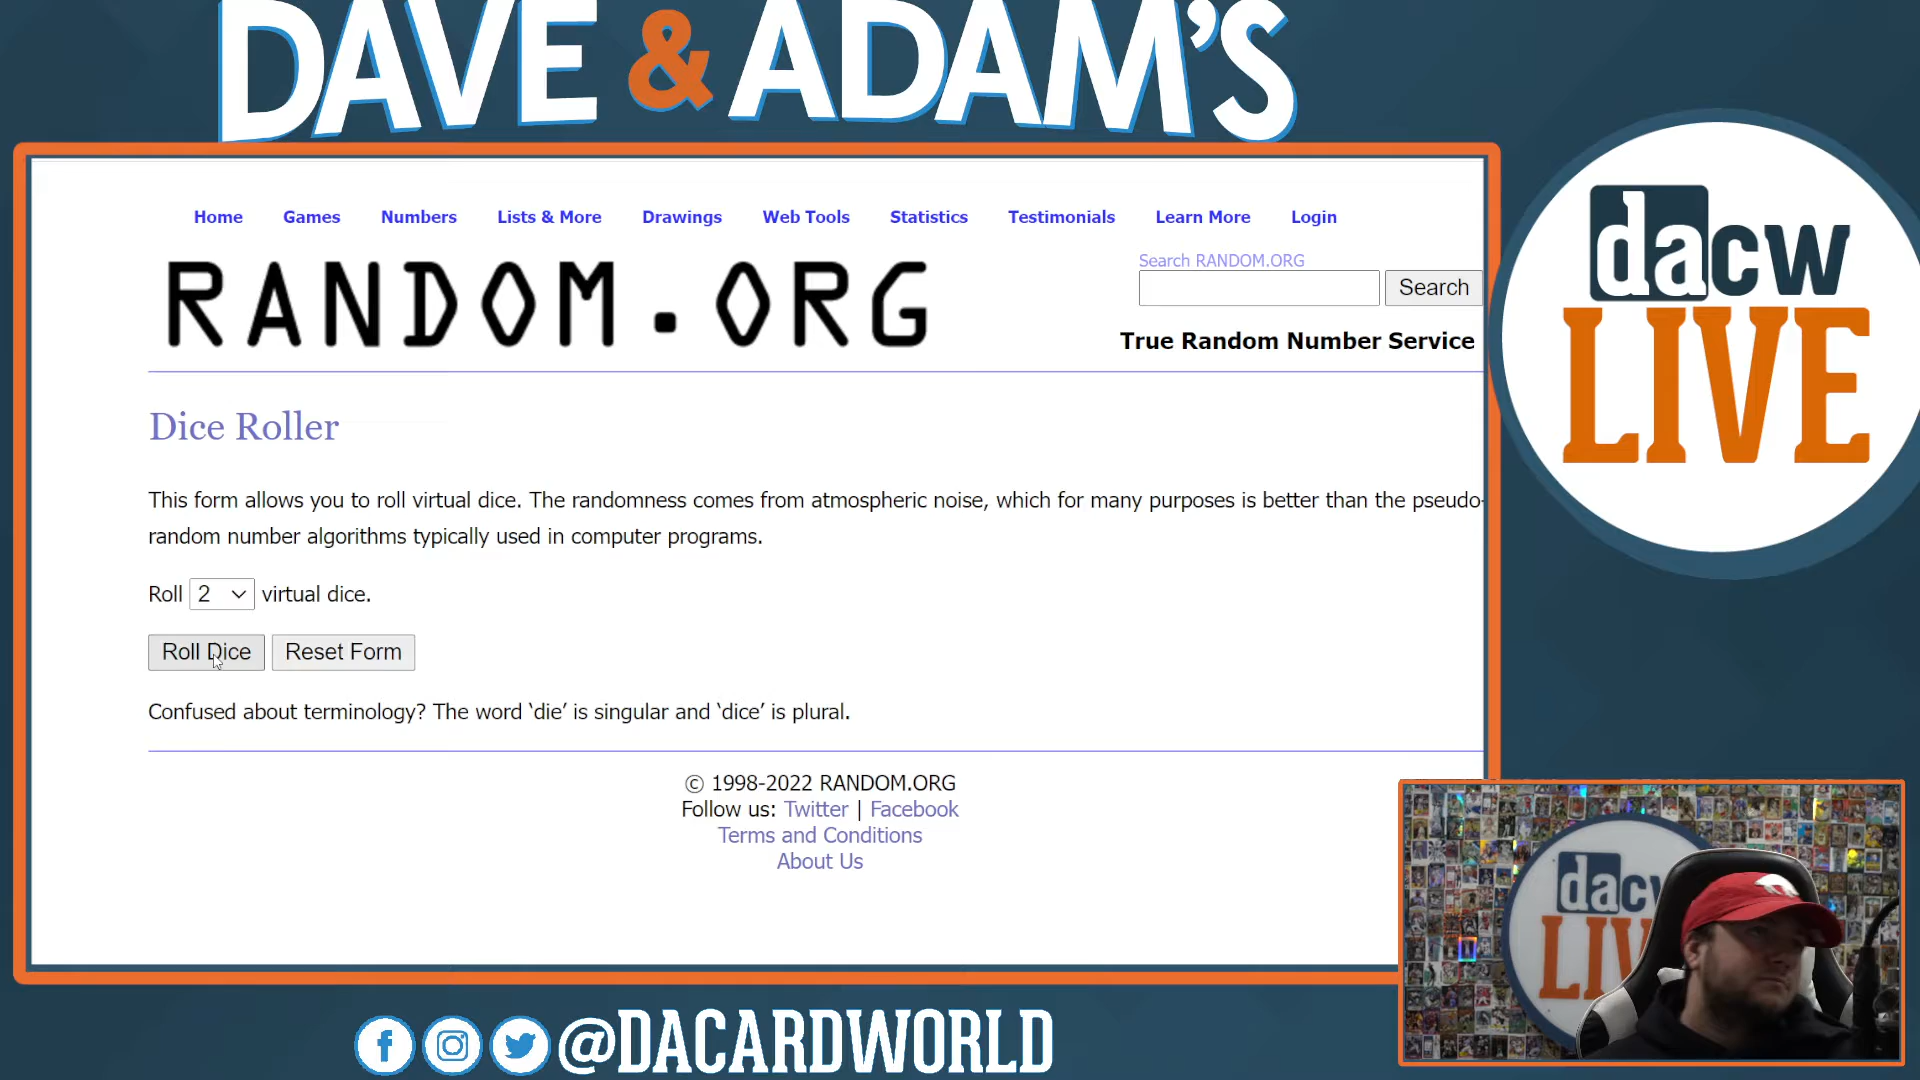 DAVE & ADAM'S
Home Games Numbers Lists & More Drawings Web Tools Statistics Testimonials Learn More Login
RANDOM.ORG
Search RANDOM.ORG
Search
True Random Number Service
Dice Roller
This form allows you to roll virtual dice. The randomness comes from atmospheric noise, which for many purposes is better than the pseudo-
random number algorithms typically used in computer programs.
Roll 2 virtual dice.
Roll Dice Reset Form
Confused about terminology? The word ‘die’ is singular and ‘dice’ is plural.
© 1998-2022 RANDOM.ORG
Follow us: Twitter | Facebook
Terms and Conditions
About Us
dacw
LIVE
dacw
LIV
@DACARDWORLD